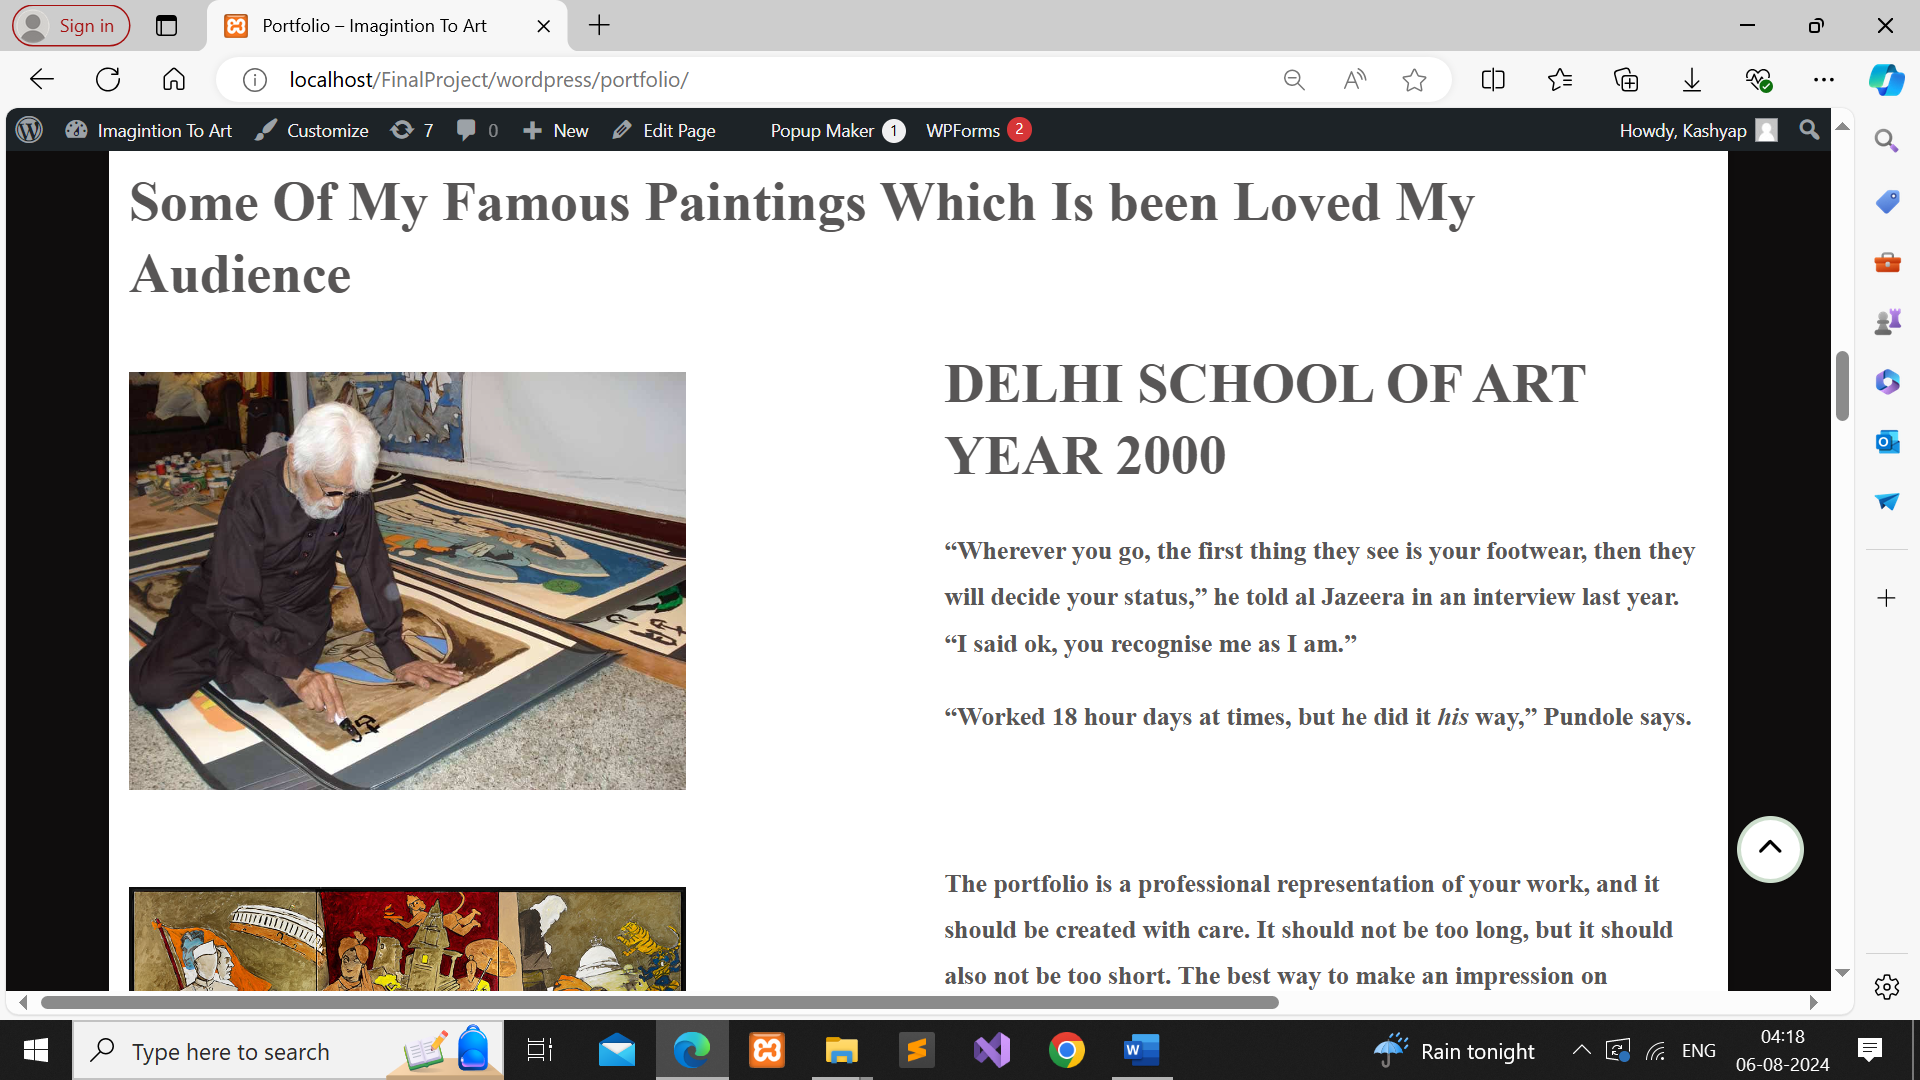 Sign in
Portfolio – Imagintion To Art
localhost/FinalProject/wordpress/portfolio/
Imagintion To Art Customize 7 0 New Edit Page Popup Maker 1 WPForms 2 Howdy, Kashyap
Some Of My Famous Paintings Which Is been Loved My
Audience
DELHI SCHOOL OF ART
YEAR 2000
“Wherever you go, the first thing they see is your footwear, then they
will decide your status,” he told al Jazeera in an interview last year.
“I said ok, you recognise me as I am.”
“Worked 18 hour days at times, but he did it his way,” Pundole says.
The portfolio is a professional representation of your work, and it
should be created with care. It should not be too long, but it should
also not be too short. The best way to make an impression on
Type here to search
Rain tonight
ENG
04:18
06-08-2024